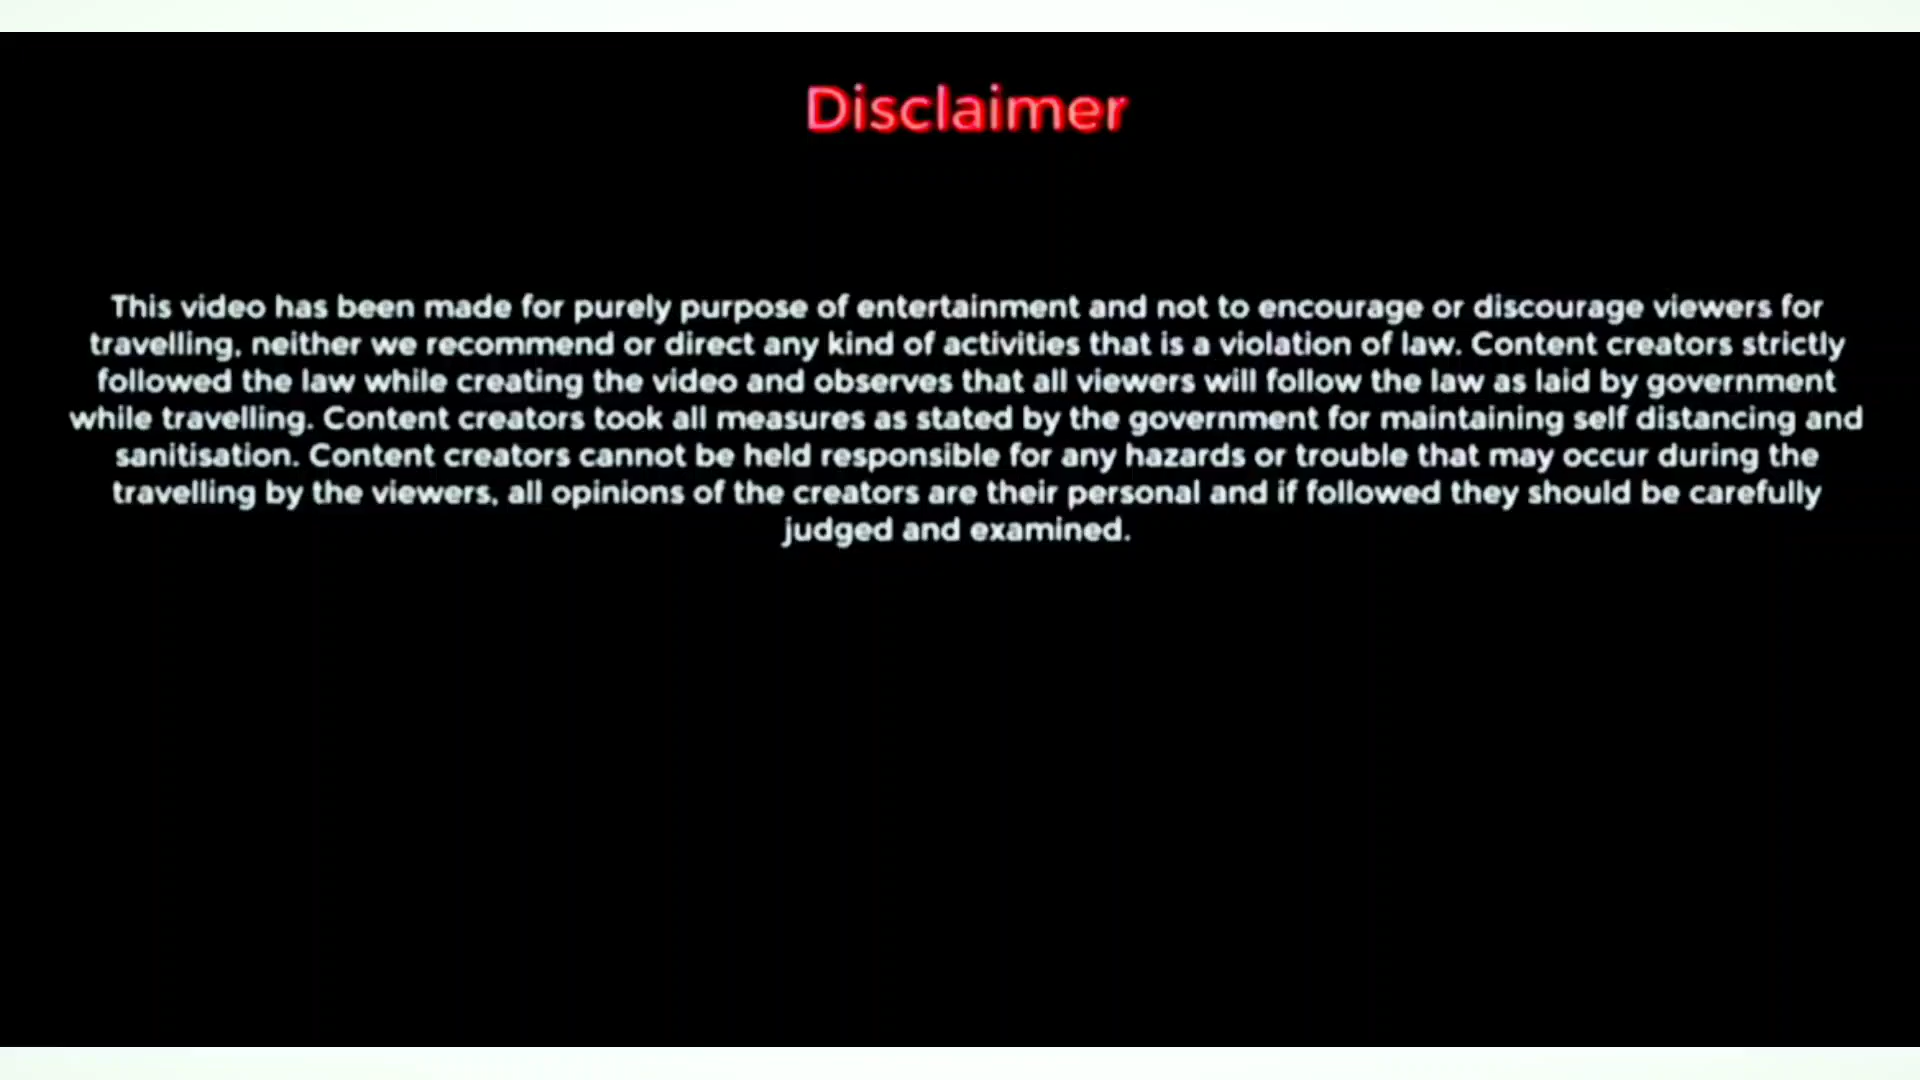 Disclaimer
This video has been made for purely purpose of entertainment and not to encourage or discourage viewers for
travelling, neither we recommend or direct any kind of activities that is a violation of law. Content creators strictly
followed the law while creating the video and observes that all viewers will follow the law as laid by government
while travelling. Content creators took all measures as stated by the government for maintaining self distancing and
sanitisation. Content creators cannot be held responsible for any hazards or trouble that may occur during the
travelling by the viewers, all opinions of the creators are their personal and if followed they should be carefully
judged and examined.